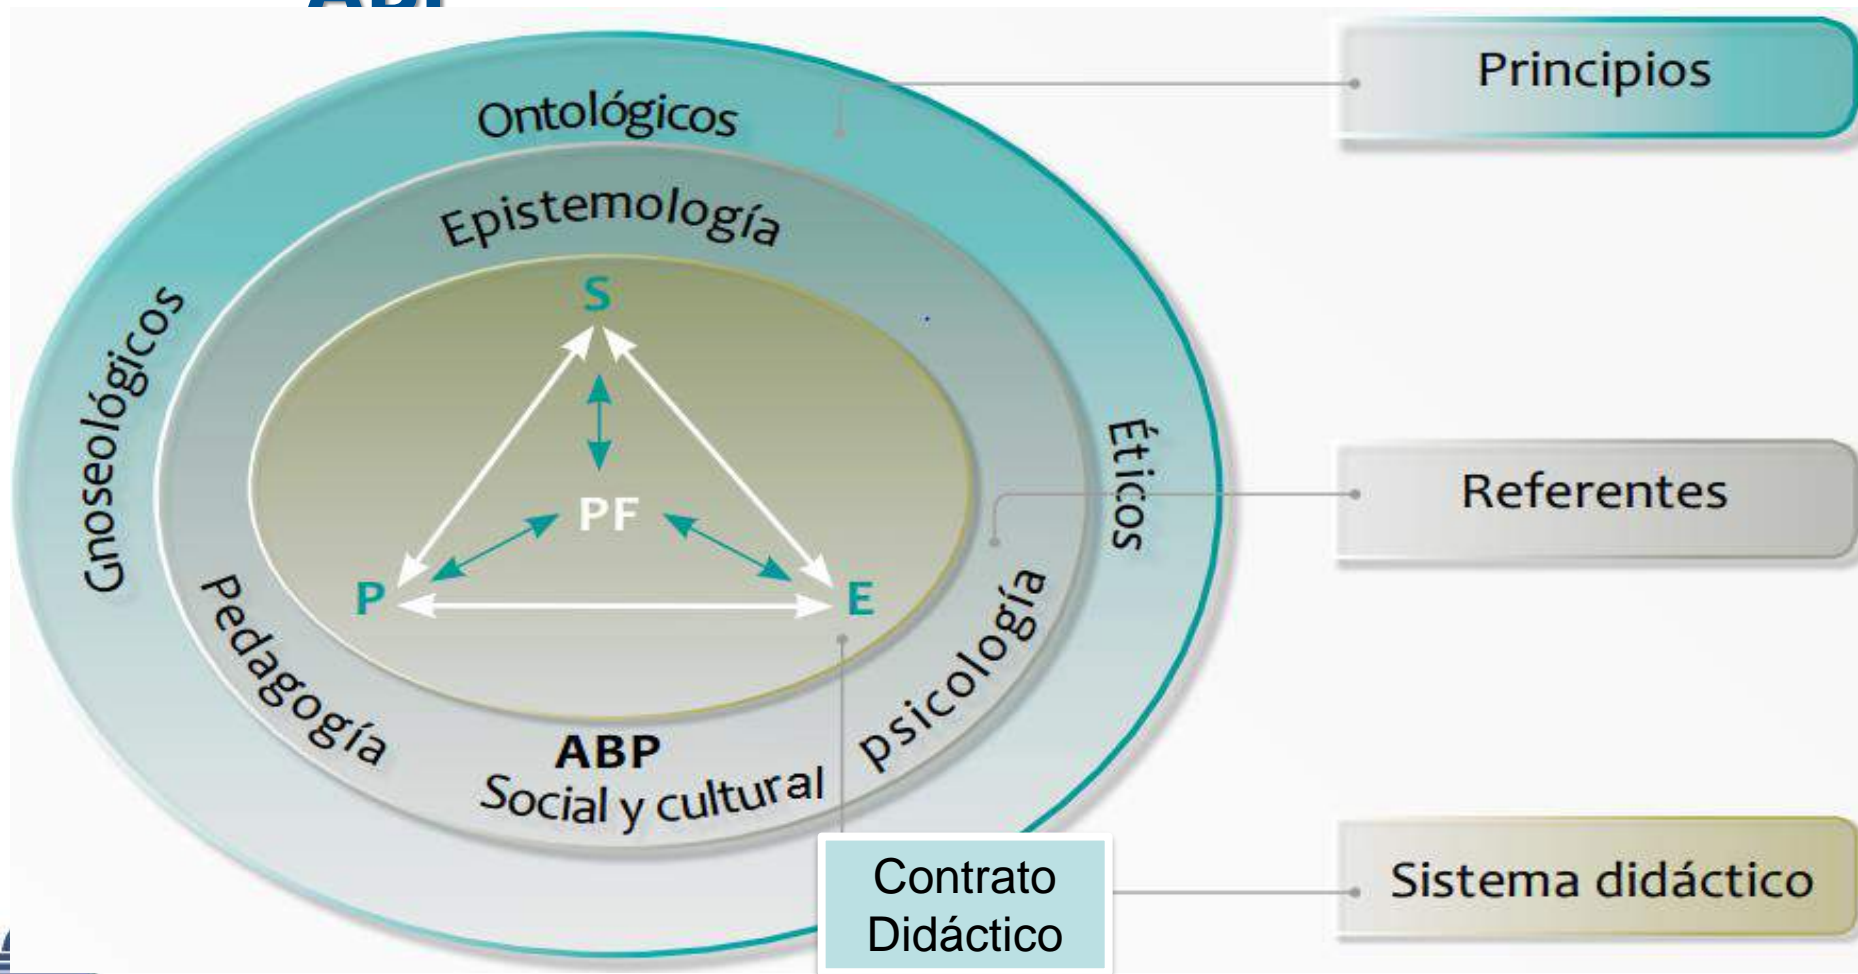 Principios
Ontológicos
Epistemología
Gnoseológicos
S
Éticos
Referentes
PF
P
E
Pedagogía
psicología
ABP
Social y cultural
Contrato
Didáctico
Sistema didáctico